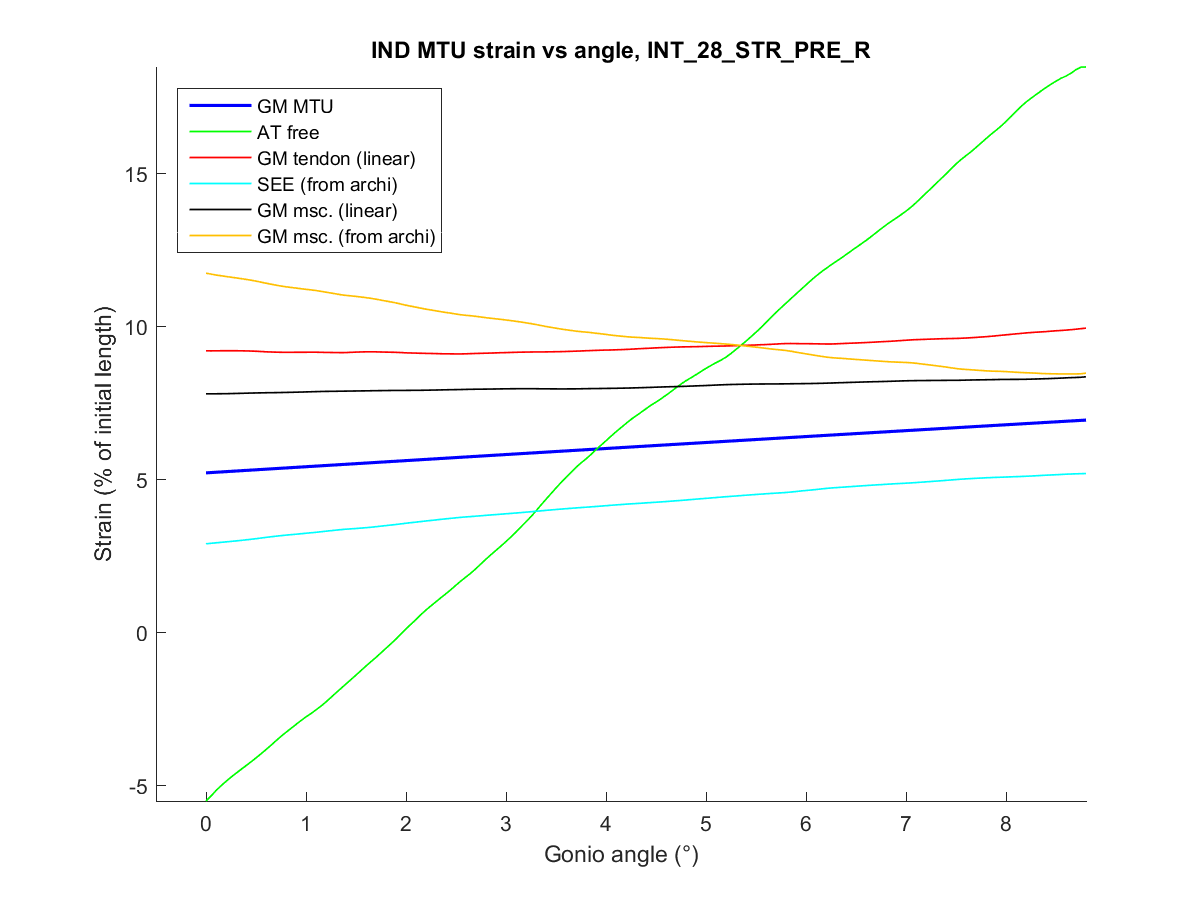 IND MTU strain vs angle, INT_28_STR_PRE_R
GM MTU
AT free
GM tendon (linear)
SEE (from archi)
GM msc. (linear)
GM msc. (from archi)
Strain (% of initial length)
15
10
5
0
-5
0 1 2 3 4 5 6 7 8
Gonio angle (°)